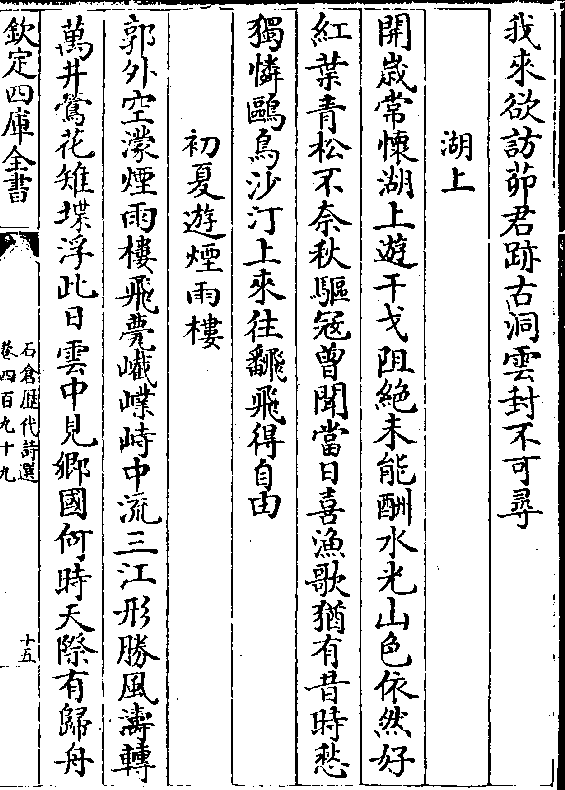 我來欲訪茆君跡古洞雲封不可尋
湖上
開歲常懷湖上遊干戈阻絶未能酬水光山色依然好
紅葉青松不奈秋驅冦曾聞當日喜漁歌猶有昔時愁
獨憐鷗鳥沙汀上來往翻飛得自由
初夏遊煙雨樓
郭外空濛煙雨樓飛甍嶻嶫峙中流三江形勝風濤轉
萬井鶯花雉堞浮此日雲中見鄉國何時天際有歸舟
欽定四庫全書
石倉歴代詩選
卷四百九十九
十五